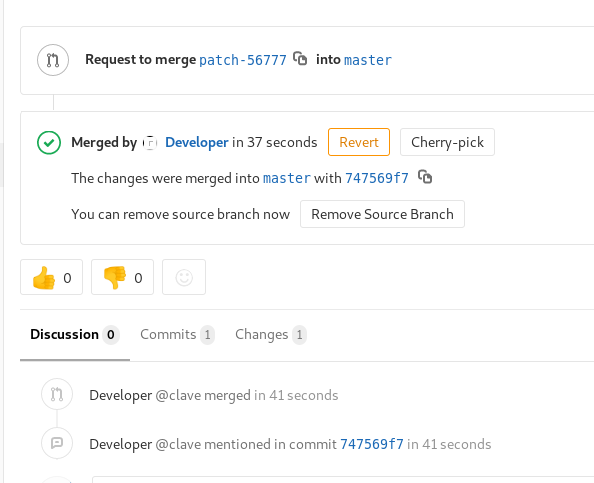 Request to merge patch-56777 into master
Merged by Developer in 37 seconds Revert Cherry-pick
The changes were merged into master with 747569f7
You can remove source branch now Remove Source Branch
0 0
Discussion 0 Commits 1 Changes 1
Developer @clave merged in 41 seconds
Developer @clave mentioned in commit 747569f7 in 41 seconds